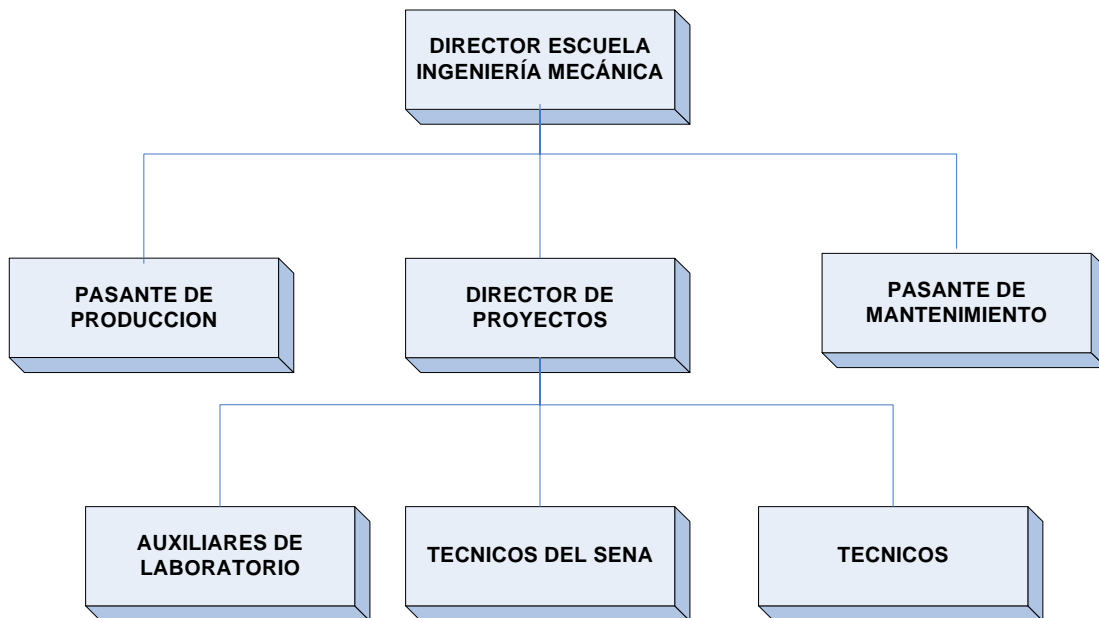 DIRECTOR ESCUELA
INGENIERÍA MECÁNICA
PASANTE DE
PRODUCCION
DIRECTOR DE
PROYECTOS
PASANTE DE
MANTENIMIENTO
AUXILIARES DE
LABORATORIO
TECNICOS DEL SENA
TECNICOS